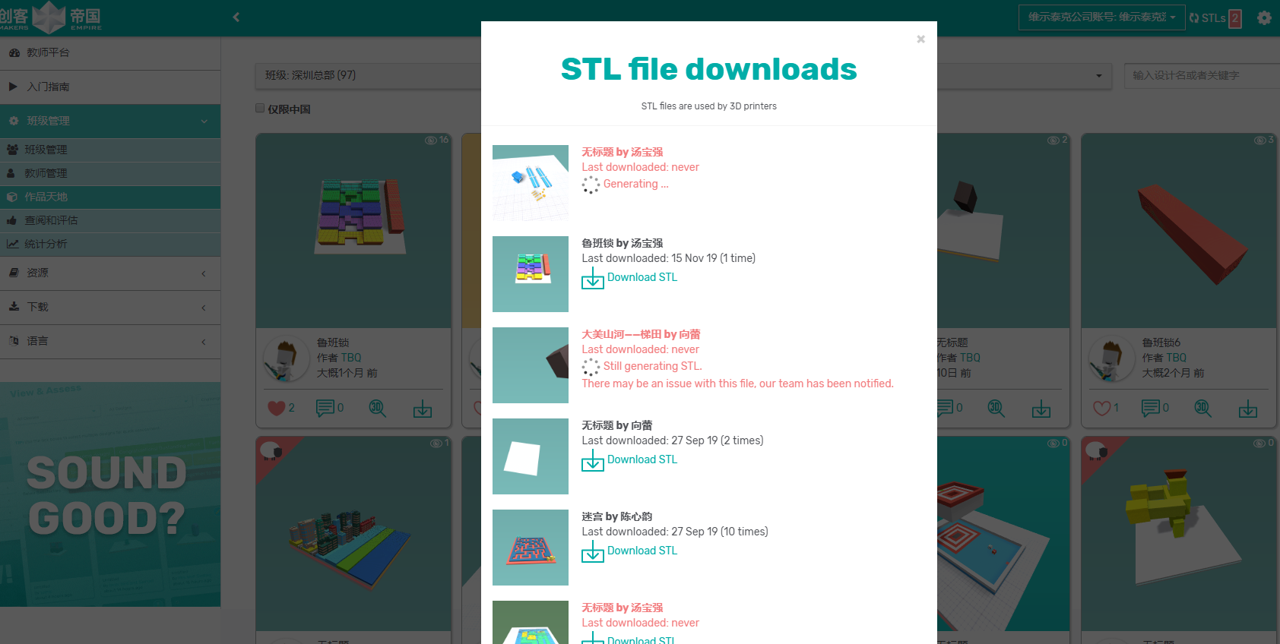 创客 帝国
MAKERS EMPIRE
维示泰克公司账号: 维示泰克区
STLs 2
教师平台
入门指南
班级管理
班级管理
教师管理
作品天地
查阅和评估
统计分析
资源
下载
语言
SOUND
GOOD?
班级: 深圳总部 (97)
输入设计名或者关键字
仅限中国
16
2
3
鲁班锁
作者 TBQ
大概1个月 前
2
0
无标题
作者 TBQ
10日 前
0
鲁班锁6
作者 TBQ
大概2个月 前
1
0
1
0
0
×
STL file downloads
STL files are used by 3D printers
无标题 by 汤宝强
Last downloaded: never
Generating ...
鲁班锁 by 汤宝强
Last downloaded: 15 Nov 19 (1 time)
Download STL
大美山河——梯田 by 向蕾
Last downloaded: never
Still generating STL.
There may be an issue with this file, our team has been notified.
无标题 by 向蕾
Last downloaded: 27 Sep 19 (2 times)
Download STL
迷宫 by 陈心韵
Last downloaded: 27 Sep 19 (10 times)
Download STL
无标题 by 汤宝强
Last downloaded: never
Download STL